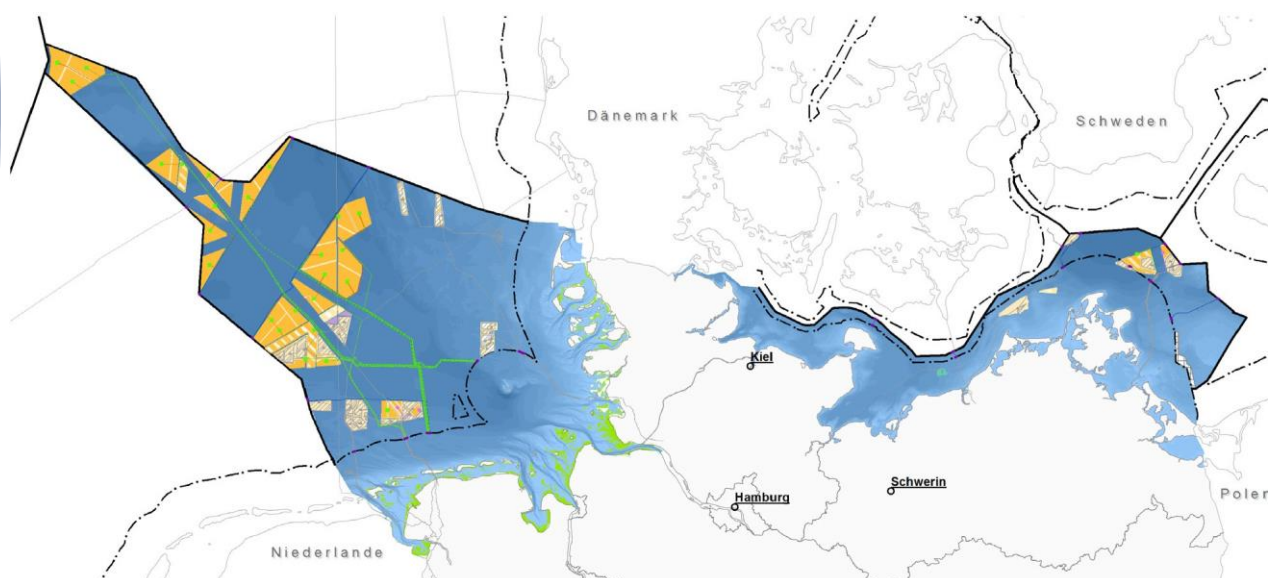 Dänemark
Schweden
Kiel
Schwerin
Hamburg
Polen
Niederlande